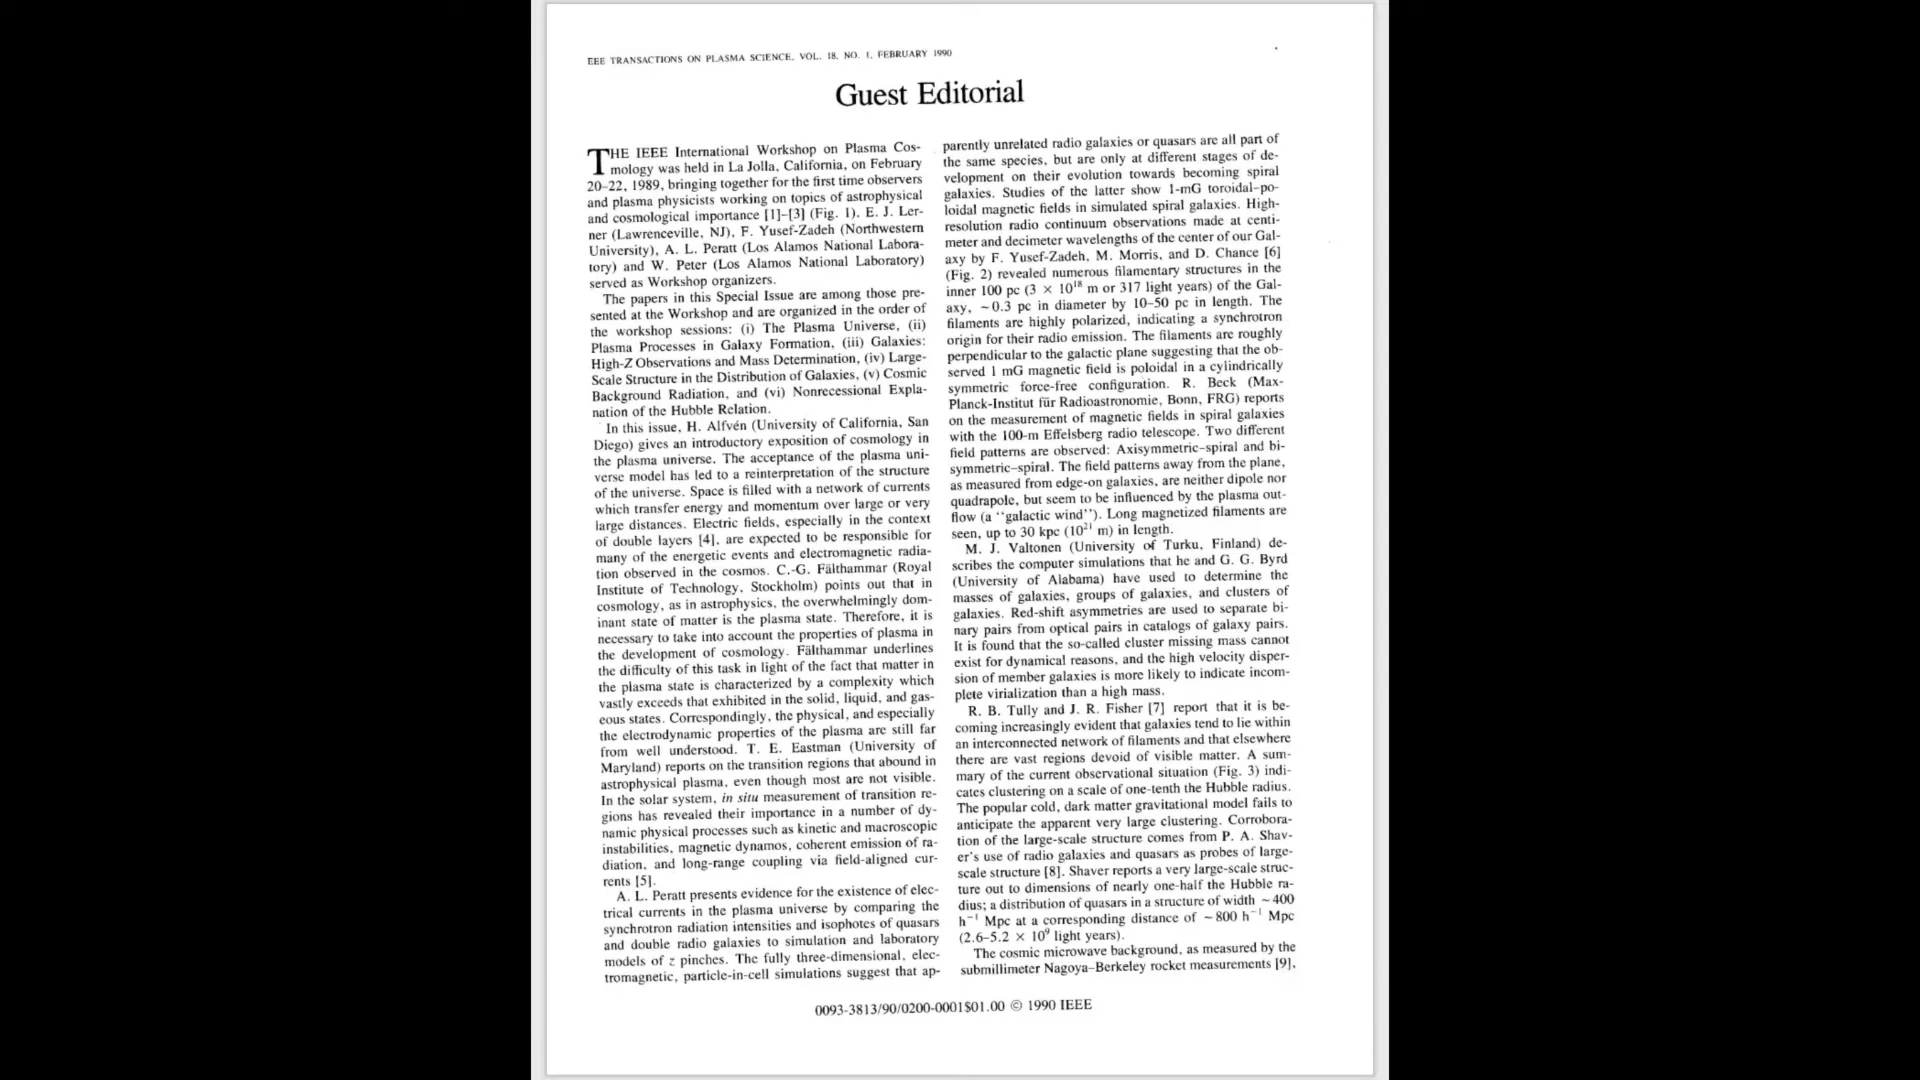 EEE TRANSACTIONS ON PLASMA SCIENCE, VOL. 18, NO. 1, FEBRUARY 1990
Guest Editorial
THE IEEE International Workshop on Plasma Cos-
mology was held in La Jolla, California, on February
20–22, 1989, bringing together for the first time observers
and plasma physicists working on topics of astrophysical
and cosmological importance [1]–[3] (Fig. 1). E. J. Ler-
ner (Lawrenceville, NJ), F. Yusef-Zadeh (Northwestern
University), A. L. Peratt (Los Alamos National Labora-
tory) and W. Peter (Los Alamos National Laboratory)
served as Workshop organizers.
The papers in this Special Issue are among those pre-
sented at the Workshop and are organized in the order of
the workshop sessions: (i) The Plasma Universe, (ii)
Plasma Processes in Galaxy Formation, (iii) Galaxies:
High-Z Observations and Mass Determination, (iv) Large-
Scale Structure in the Distribution of Galaxies, (v) Cosmic
Background Radiation, and (vi) Nonrecessional Expla-
nation of the Hubble Relation.
In this issue, H. Alfvén (University of California, San
Diego) gives an introductory exposition of cosmology in
the plasma universe. The acceptance of the plasma uni-
verse model has led to a reinterpretation of the structure
of the universe. Space is filled with a network of currents
which transfer energy and momentum over large or very
large distances. Electric fields, especially in the context
of double layers [4], are expected to be responsible for
many of the energetic events and electromagnetic radia-
tion observed in the cosmos. C.-G. Fälthammar (Royal
Institute of Technology, Stockholm) points out that in
cosmology, as in astrophysics, the overwhelmingly dom-
inant state of matter is the plasma state. Therefore, it is
necessary to take into account the properties of plasma in
the development of cosmology. Fälthammar underlines
the difficulty of this task in light of the fact that matter in
the plasma state is characterized by a complexity which
vastly exceeds that exhibited in the solid, liquid, and gas-
eous states. Correspondingly, the physical, and especially
the electrodynamic properties of the plasma are still far
from well understood. T. E. Eastman (University of
Maryland) reports on the transition regions that abound in
astrophysical plasma, even though most are not visible.
In the solar system, in situ measurement of transition re-
gions has revealed their importance in a number of dy-
namic physical processes such as kinetic and macroscopic
instabilities, magnetic dynamos, coherent emission of ra-
diation, and long-range coupling via field-aligned cur-
rents [5].
A. L. Peratt presents evidence for the existence of elec-
trical currents in the plasma universe by comparing the
synchrotron radiation intensities and isophotes of quasars
and double radio galaxies to simulation and laboratory
models of z pinches. The fully three-dimensional, elec-
tromagnetic, particle-in-cell simulations suggest that ap-
parently unrelated radio galaxies or quasars are all part of
the same species, but are only at different stages of de-
velopment on their evolution towards becoming spiral
galaxies. Studies of the latter show 1-mG toroidal–po-
loidal magnetic fields in simulated spiral galaxies. High-
resolution radio continuum observations made at centi-
meter and decimeter wavelengths of the center of our Gal-
axy by F. Yusef-Zadeh, M. Morris, and D. Chance [6]
(Fig. 2) revealed numerous filamentary structures in the
inner 100 pc (3 × 10¹⁸ m or 317 light years) of the Gal-
axy, ~0.3 pc in diameter by 10–50 pc in length. The
filaments are highly polarized, indicating a synchrotron
origin for their radio emission. The filaments are roughly
perpendicular to the galactic plane suggesting that the ob-
served 1 mG magnetic field is poloidal in a cylindrically
symmetric force-free configuration. R. Beck (Max-
Planck-Institut für Radioastronomie, Bonn, FRG) reports
on the measurement of magnetic fields in spiral galaxies
with the 100-m Effelsberg radio telescope. Two different
field patterns are observed: Axisymmetric–spiral and bi-
symmetric–spiral. The field patterns away from the plane,
as measured from edge-on galaxies, are neither dipole nor
quadrapole, but seem to be influenced by the plasma out-
flow (a "galactic wind"). Long magnetized filaments are
seen, up to 30 kpc (10²¹ m) in length.
M. J. Valtonen (University of Turku, Finland) de-
scribes the computer simulations that he and G. G. Byrd
(University of Alabama) have used to determine the
masses of galaxies, groups of galaxies, and clusters of
galaxies. Red-shift asymmetries are used to separate bi-
nary pairs from optical pairs in catalogs of galaxy pairs.
It is found that the so-called cluster missing mass cannot
exist for dynamical reasons, and the high velocity disper-
sion of member galaxies is more likely to indicate incom-
plete virialization than a high mass.
R. B. Tully and J. R. Fisher [7] report that it is be-
coming increasingly evident that galaxies tend to lie within
an interconnected network of filaments and that elsewhere
there are vast regions devoid of visible matter. A sum-
mary of the current observational situation (Fig. 3) indi-
cates clustering on a scale of one-tenth the Hubble radius.
The popular cold, dark matter gravitational model fails to
anticipate the apparent very large clustering. Corrobora-
tion of the large-scale structure comes from P. A. Shav-
er's use of radio galaxies and quasars as probes of large-
scale structure [8]. Shaver reports a very large-scale struc-
ture out to dimensions of nearly one-half the Hubble ra-
dius; a distribution of quasars in a structure of width ~400
h⁻¹ Mpc at a corresponding distance of ~800 h⁻¹ Mpc
(2.6–5.2 × 10⁹ light years).
The cosmic microwave background, as measured by the
submillimeter Nagoya–Berkeley rocket measurements [9],
0093-3813/90/0200-0001$01.00 © 1990 IEEE